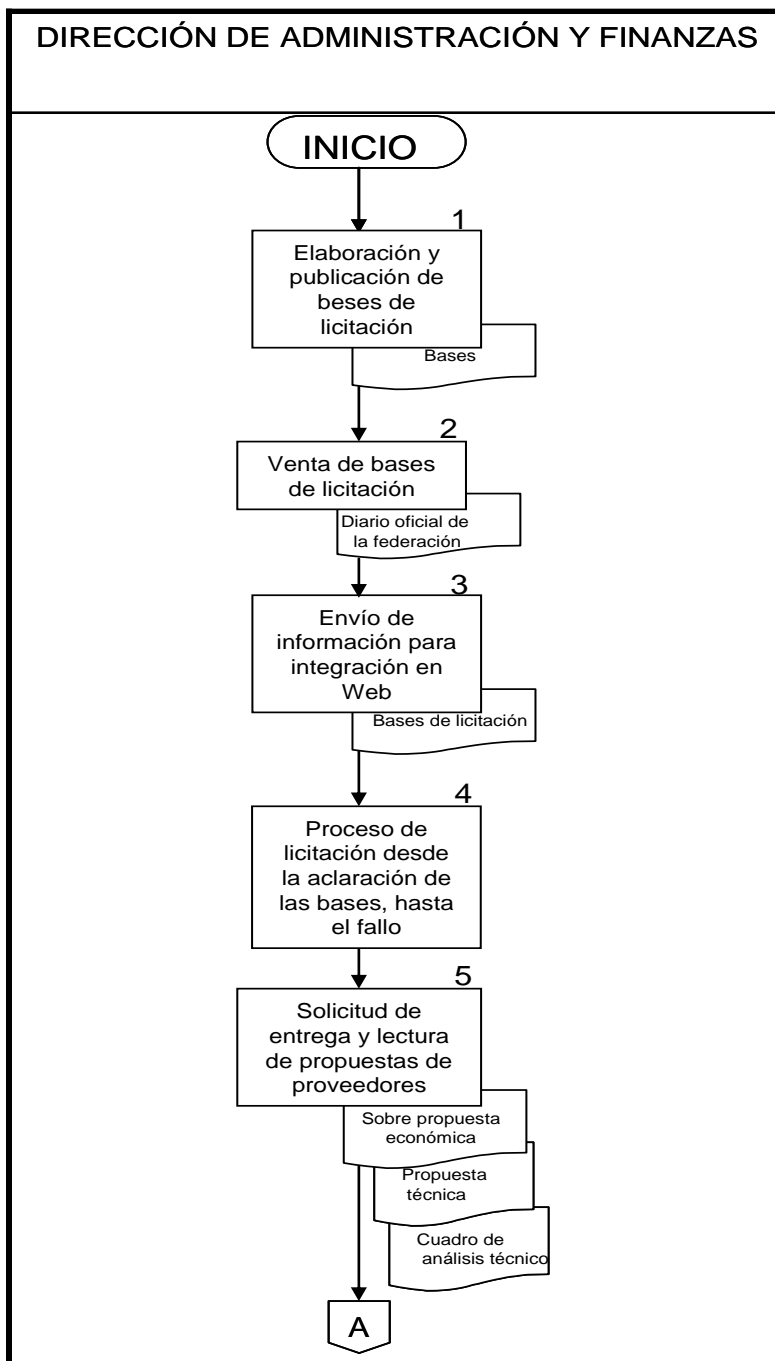 DIRECCIÓN DE ADMINISTRACIÓN Y FINANZAS
INICIO
1
Elaboración y
publicación de
beses de
licitación
Bases
2
Venta de bases
de licitación
Diario oficial de
la federación
3
Envío de
información para
integración en
Web
Bases de licitación
4
Proceso de
licitación desde
la aclaración de
las bases, hasta
el fallo
5
Solicitud de
entrega y lectura
de propuestas de
proveedores
Sobre propuesta
económica
Propuesta
técnica
Cuadro de
análisis técnico
A